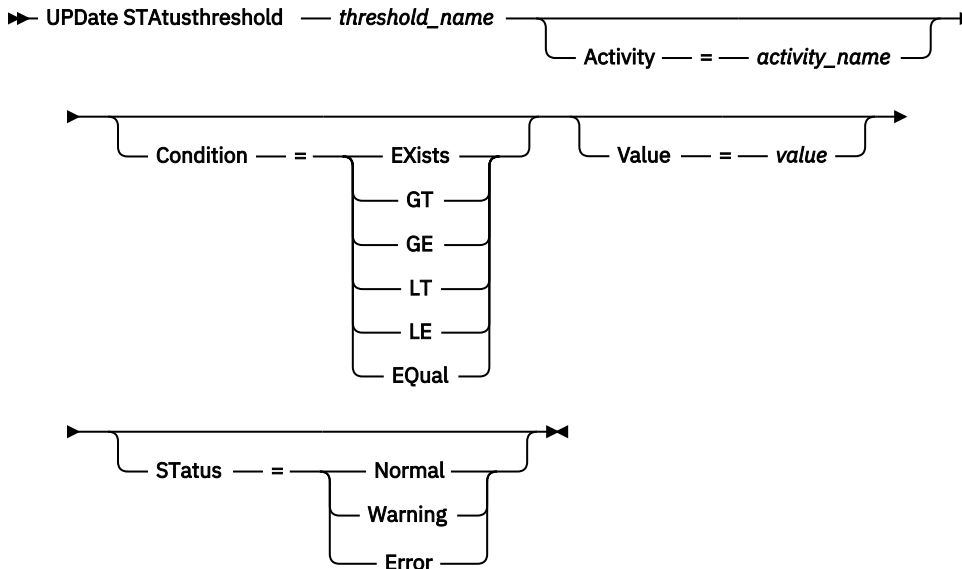 UPDate STAtusthreshold threshold_name
Activity = activity_name
Condition = EXists
GT
GE
LT
LE
EQual
Value = value
STatus = Normal
Warning
Error